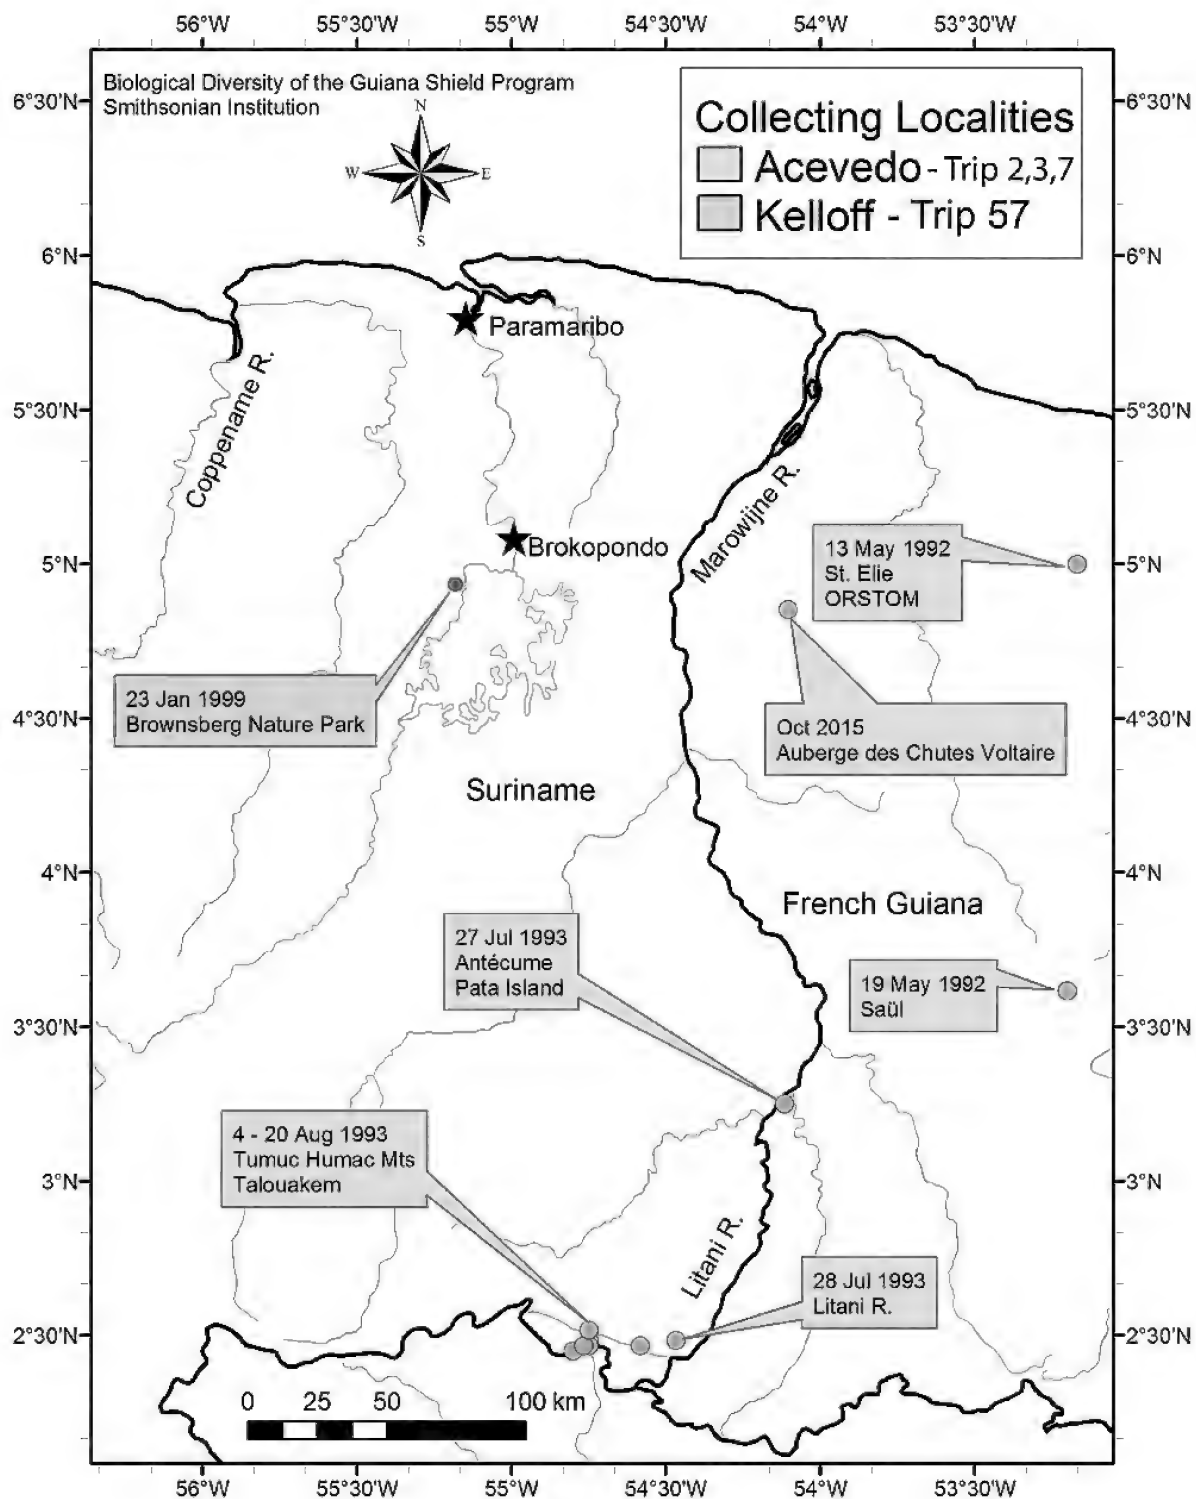 56°W 55°30'W 55°W 54°30'W 54°W 53°30'W
Biological Diversity of the Guiana Shield Program
Smithsonian Institution
N
W E
S
Collecting Localities
Acevedo - Trip 2,3,7
Kelloff - Trip 57
6°30'N 6°30'N
6°N 6°N
Paramaribo
Coppename R.
5°30'N 5°30'N
Marowijne R.
Brokopondo
13 May 1992
St. Elie
ORSTOM
5°N 5°N
23 Jan 1999
Brownsberg Nature Park
Oct 2015
Auberge des Chutes Voltaire
4°30'N 4°30'N
Suriname
4°N 4°N
French Guiana
27 Jul 1993
Antécume
Pata Island
19 May 1992
Saül
3°30'N 3°30'N
4 - 20 Aug 1993
Tumuc Humac Mts
Talouakem
3°N 3°N
Litani R.
28 Jul 1993
Litani R.
2°30'N 2°30'N
0 25 50 100 km
56°W 55°30'W 55°W 54°30'W 54°W 53°30'W